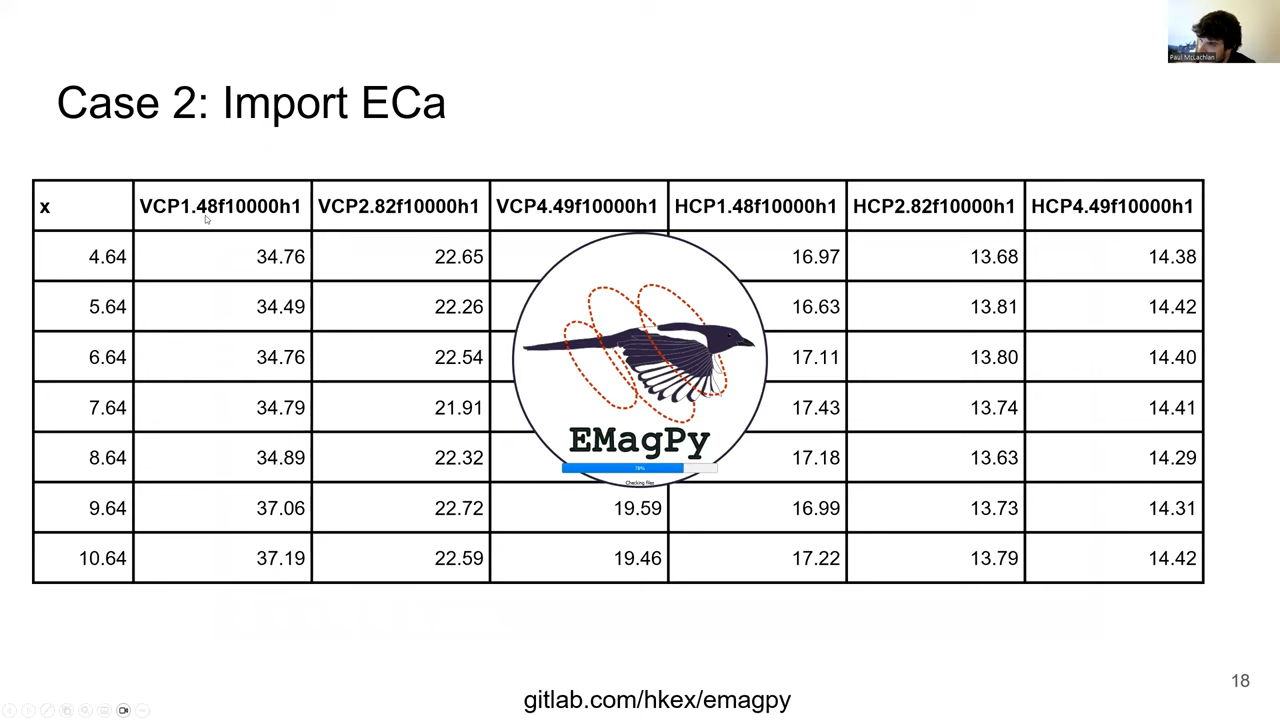 Paul McLachlan
Case 2: Import ECa
x VCP1.48f10000h1 VCP2.82f10000h1 VCP4.49f10000h1 HCP1.48f10000h1 HCP2.82f10000h1 HCP4.49f10000h1
4.64 34.76 22.65 16.97 13.68 14.38
5.64 34.49 22.26 16.63 13.81 14.42
6.64 34.76 22.54 17.11 13.80 14.40
7.64 34.79 21.91 17.43 13.74 14.41
8.64 34.89 22.32 17.18 13.63 14.29
9.64 37.06 22.72 19.59 16.99 13.73 14.31
10.64 37.19 22.59 19.46 17.22 13.79 14.42
EMagPy
78%
Checking files
18
gitlab.com/hkex/emagpy